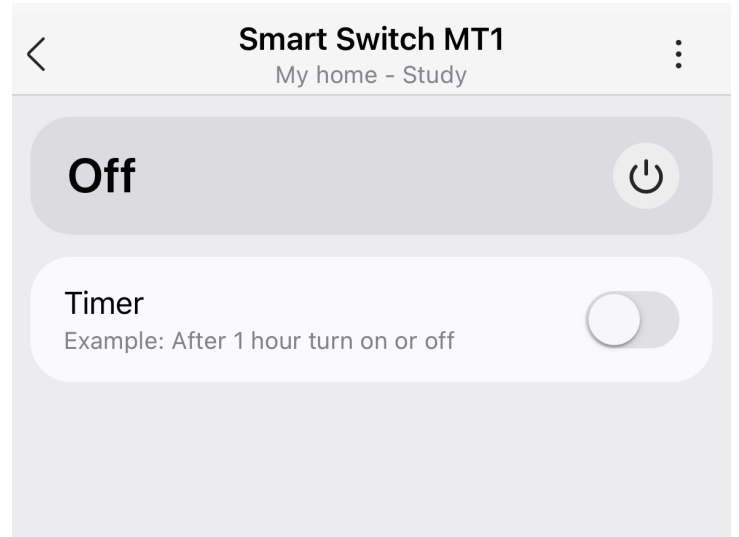 Smart Switch MT1
My home - Study
Off
Timer
Example: After 1 hour turn on or off